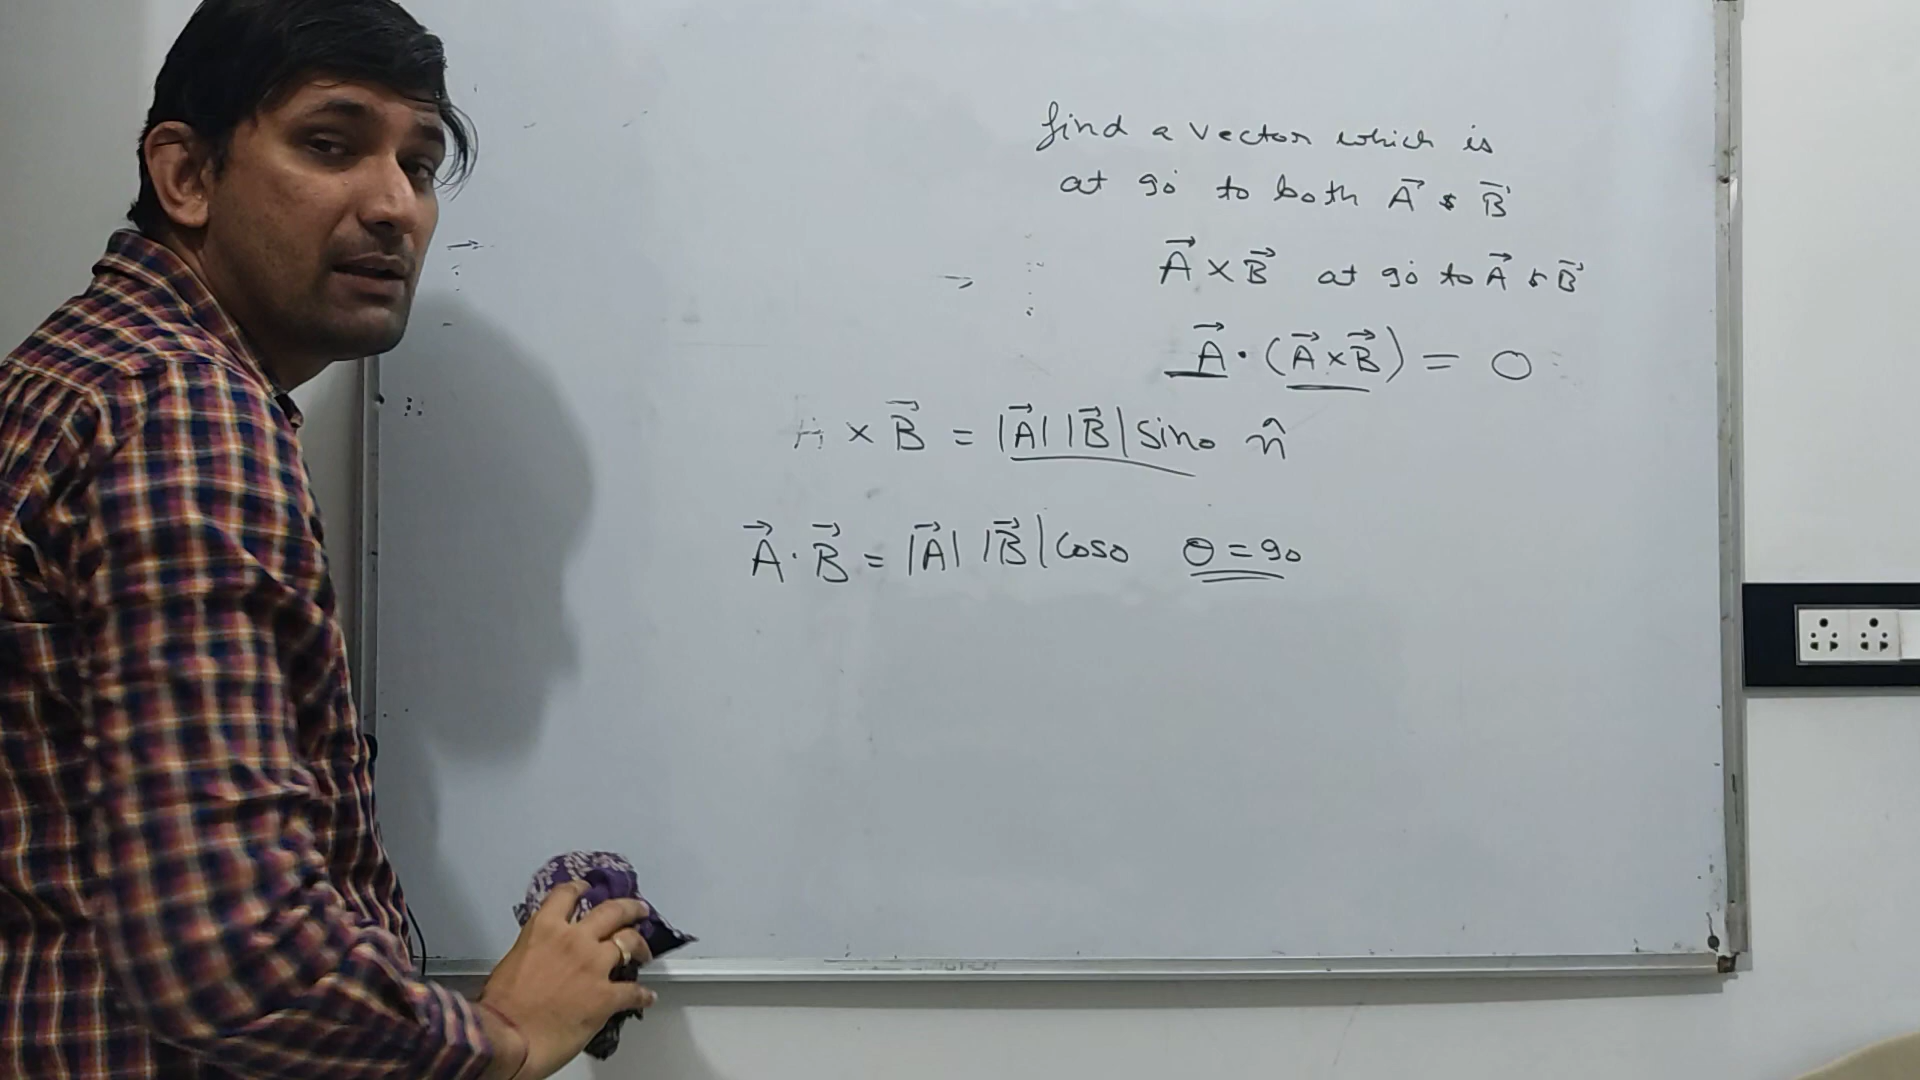 find a vector which is
at 90° to both A⃗ & B⃗
A⃗ × B⃗ at 90° to A⃗ & B⃗
A⃗ · (A⃗ × B⃗) = 0
A × B⃗ = |A⃗| |B⃗| sinθ n̂
A⃗ · B⃗ = |A⃗| |B⃗| cosθ θ = 90